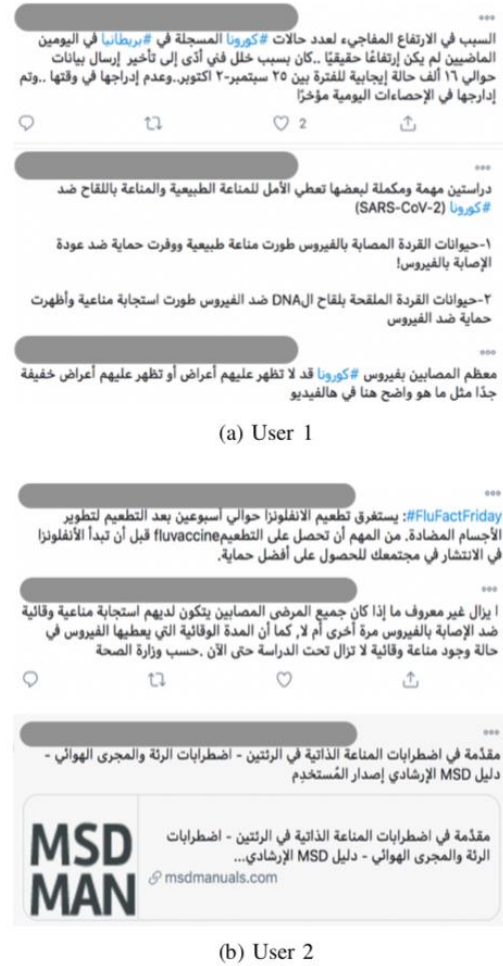 السبب في الارتفاع المفاجيء لعدد حالات #كورونا المسجلة في #بريطانيا في اليومين
الماضيين لم يكن إرتفاعًا حقيقيًا ..كان بسبب خلل فني أدّى إلى تأخير إرسال بيانات
حوالي ١٦ ألف حالة إيجابية للفترة بين ٢٥ سبتمبر-٢ اكتوبر..وعدم إدراجها في وقتها ..وتم
إدارجها في الإحصاءات اليومية مؤخرًا
2
دراستين مهمة ومكملة لبعضها تعطي الأمل للمناعة الطبيعية والمناعة باللقاح ضد
#كورونا (SARS-CoV-2)
١-حيوانات القردة المصابة بالفيروس طورت مناعة طبيعية ووفرت حماية ضد عودة
الإصابة بالفيروس!
٢-حيوانات القردة الملقحة بلقاح الDNA ضد الفيروس طورت استجابة مناعية وأظهرت
حماية ضد الفيروس
معظم المصابين بفيروس #كورونا قد لا تظهر عليهم أعراض أو تظهر عليهم أعراض خفيفة
جدًا مثل ما هو واضح هنا في هالفيديو
(a) User 1
#FluFactFriday: يستغرق تطعيم الانفلونزا حوالي أسبوعين بعد التطعيم لتطوير
الأجسام المضادة. من المهم أن تحصل على التطعيمfluvaccine قبل أن تبدأ الأنفلونزا
في الانتشار في مجتمعك للحصول على أفضل حماية.
ا يزال غير معروف ما إذا كان جميع المرضى المصابين يتكون لديهم استجابة مناعية وقائية
ضد الإصابة بالفيروس مرة أخرى أم لا, كما أن المدة الوقائية التي يعطيها الفيروس في
حالة وجود مناعة وقائية لا تزال تحت الدراسة حتى الآن .حسب وزارة الصحة
مقدّمة في اضطرابات المناعة الذاتية في الرئتين - اضطرابات الرئة والمجرى الهوائي -
دليل MSD الإرشادي إصدار المُستخدِم
MSD
MAN
مقدّمة في اضطرابات المناعة الذاتية في الرئتين - اضطرابات
الرئة والمجرى الهوائي - دليل MSD الإرشادي...
msdmanuals.com
(b) User 2